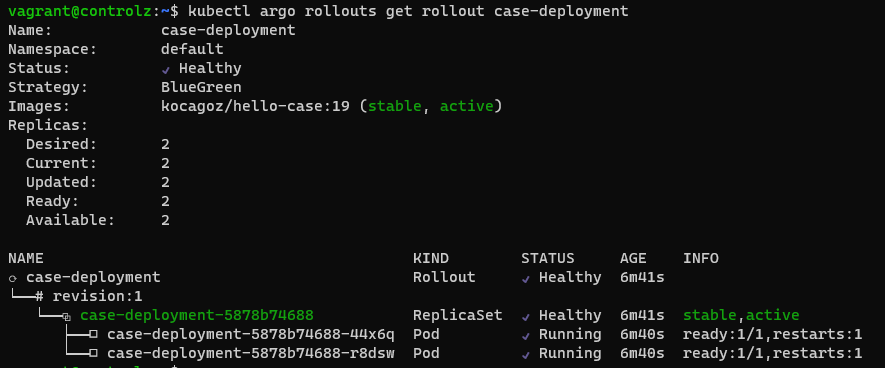 vagrant@controlz:~$ kubectl argo rollouts get rollout case-deployment
Name:            case-deployment
Namespace:       default
Status:          ✔ Healthy
Strategy:        BlueGreen
Images:          kocagoz/hello-case:19 (stable, active)
Replicas:
  Desired:       2
  Current:       2
  Updated:       2
  Ready:         2
  Available:     2
NAME                                         KIND        STATUS     AGE    INFO
⟳ case-deployment                            Rollout     ✔ Healthy  6m41s
└──# revision:1
   └──⧉ case-deployment-5878b74688           ReplicaSet  ✔ Healthy  6m41s  stable,active
      ├──□ case-deployment-5878b74688-44x6q  Pod         ✔ Running  6m40s  ready:1/1,restarts:1
      └──□ case-deployment-5878b74688-r8dsw  Pod         ✔ Running  6m40s  ready:1/1,restarts:1